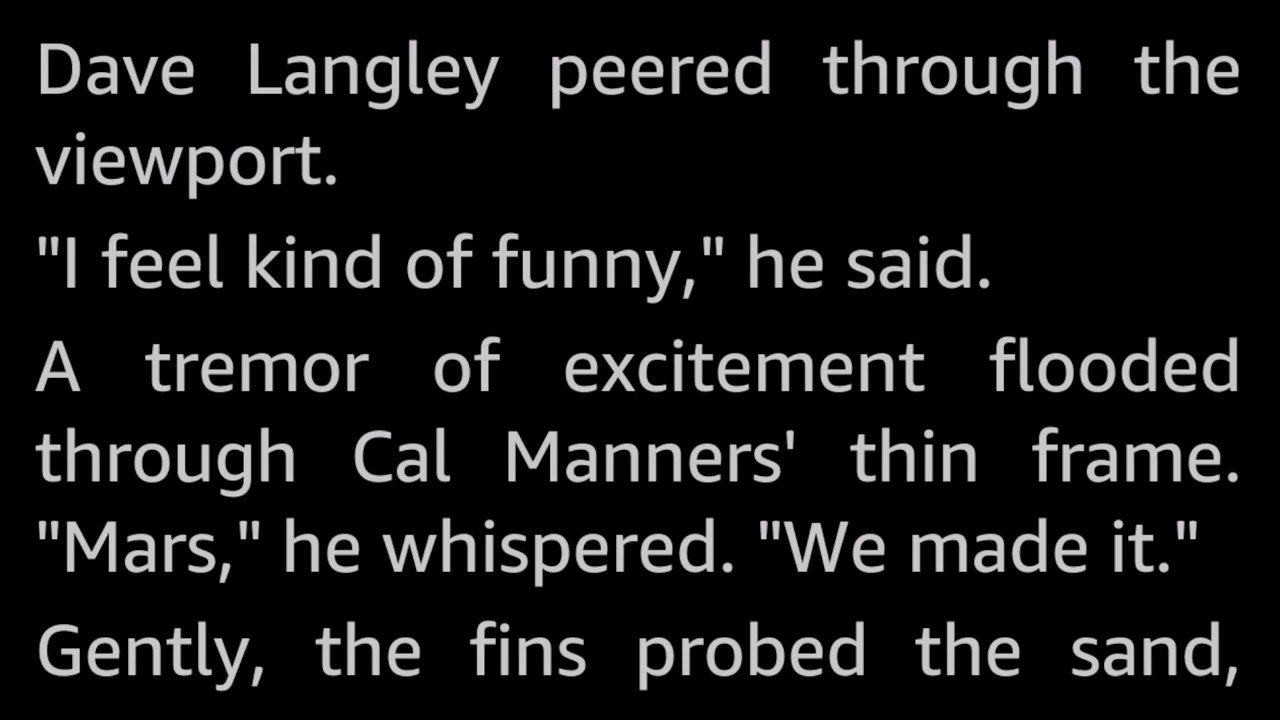 Dave Langley peered through the
viewport.
"I feel kind of funny," he said.
A tremor of excitement flooded
through Cal Manners' thin frame.
"Mars," he whispered. "We made it."
Gently, the fins probed the sand,